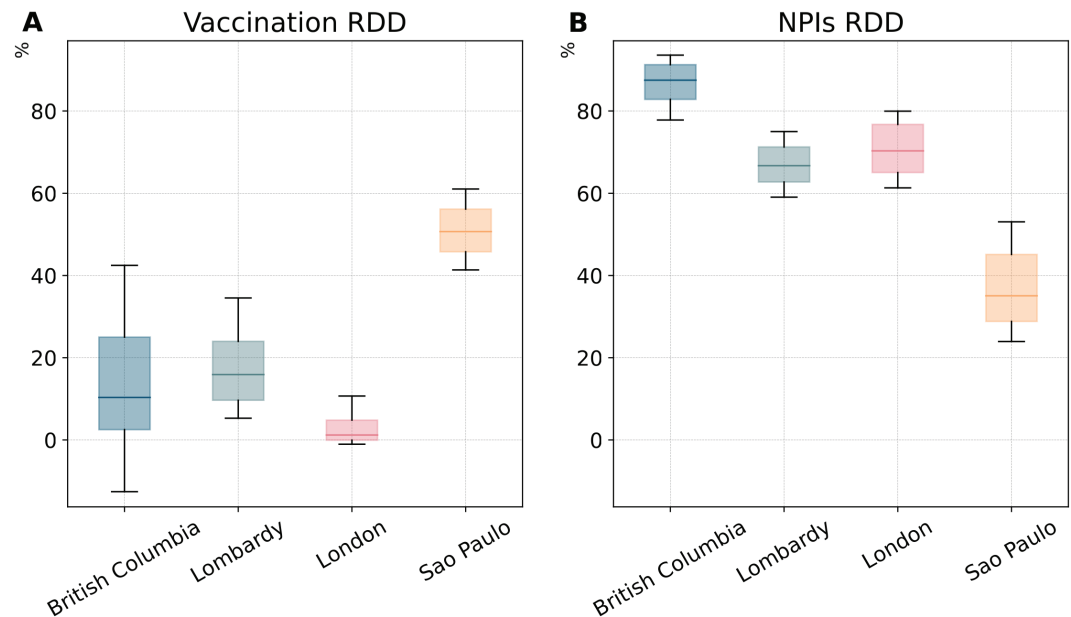 A Vaccination RDD
%
80
60
40
20
0
British Columbia
Lombardy
London
Sao Paulo
B NPIs RDD
%
80
60
40
20
0
British Columbia
Lombardy
London
Sao Paulo